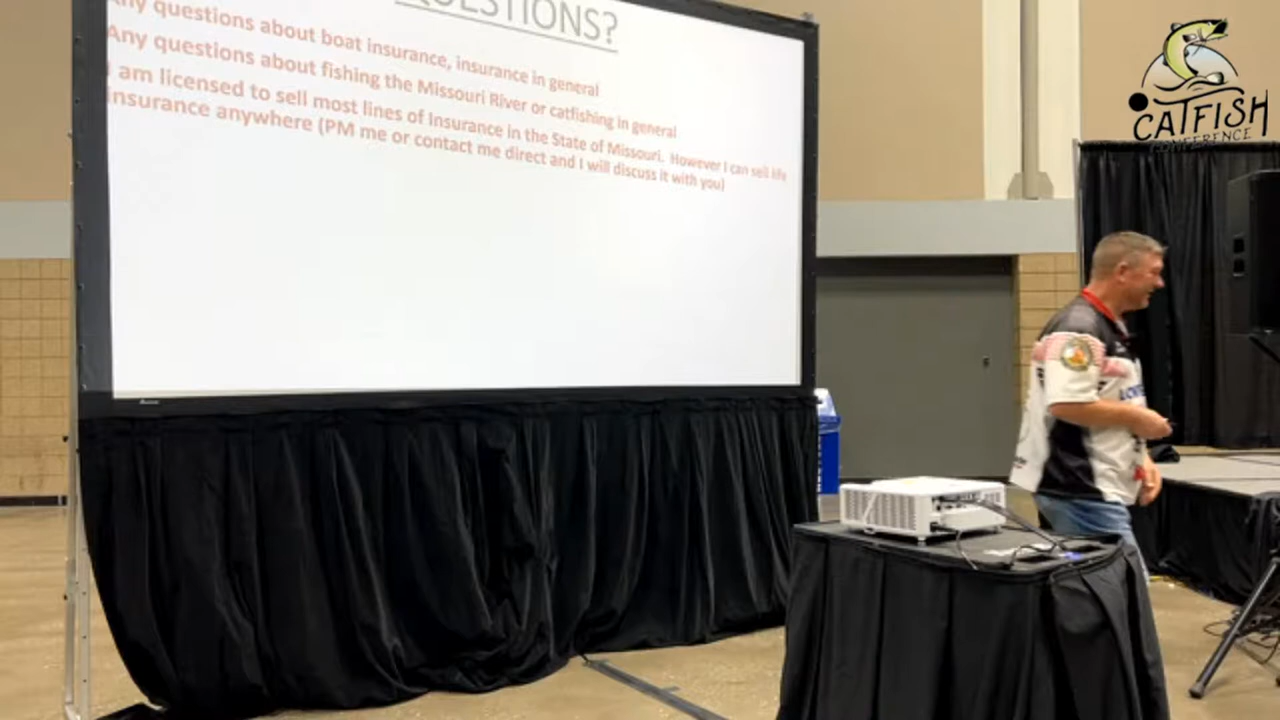 QUESTIONS?
Any questions about boat insurance, insurance in general
Any questions about fishing the Missouri River or catfishing in general
I am licensed to sell most lines of Insurance in the State of Missouri. However I can sell life
insurance anywhere (PM me or contact me direct and I will discuss it with you)
CATFISH
CONFERENCE